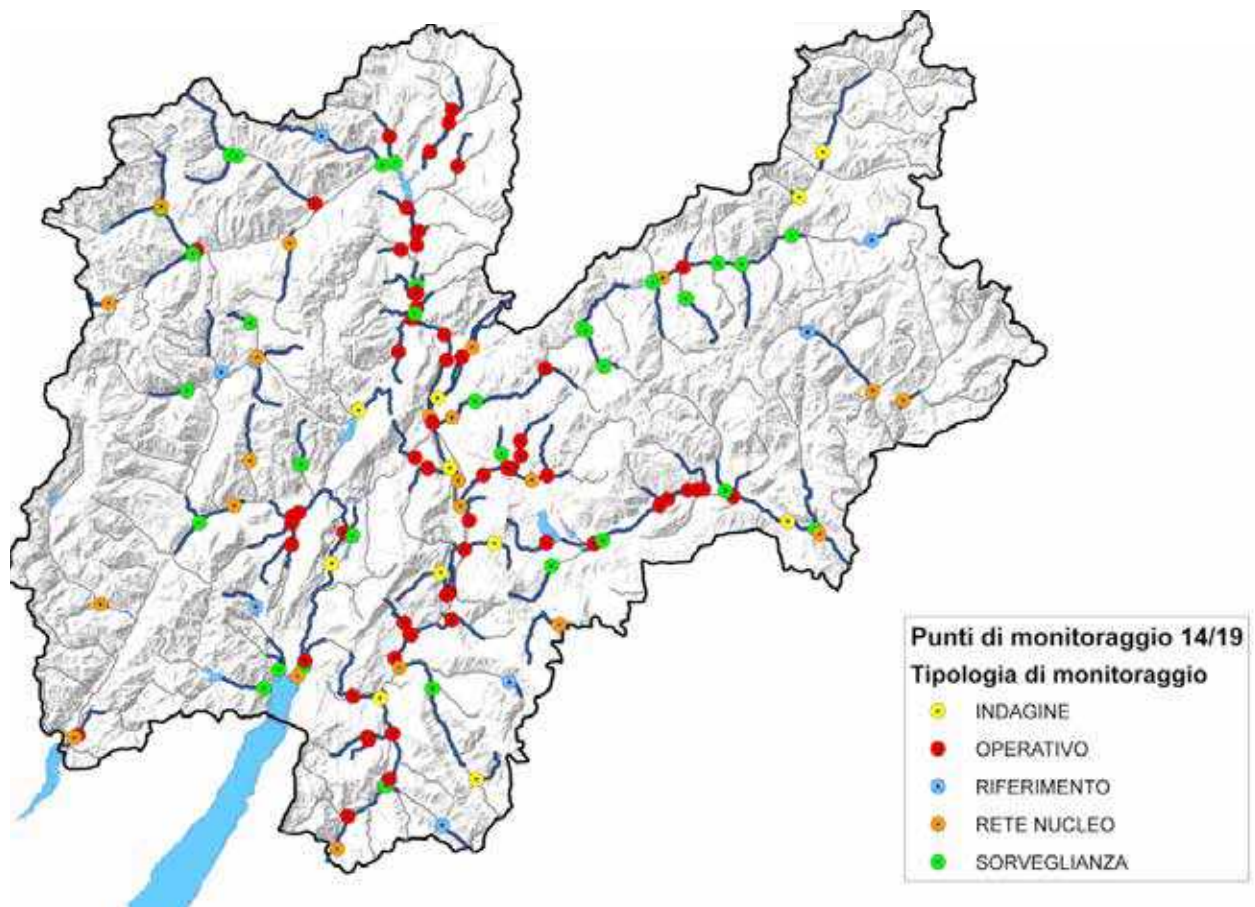 Punti di monitoraggio 14/19
Tipologia di monitoraggio
INDAGINE
OPERATIVO
RIFERIMENTO
RETE NUCLEO
SORVEGLIANZA